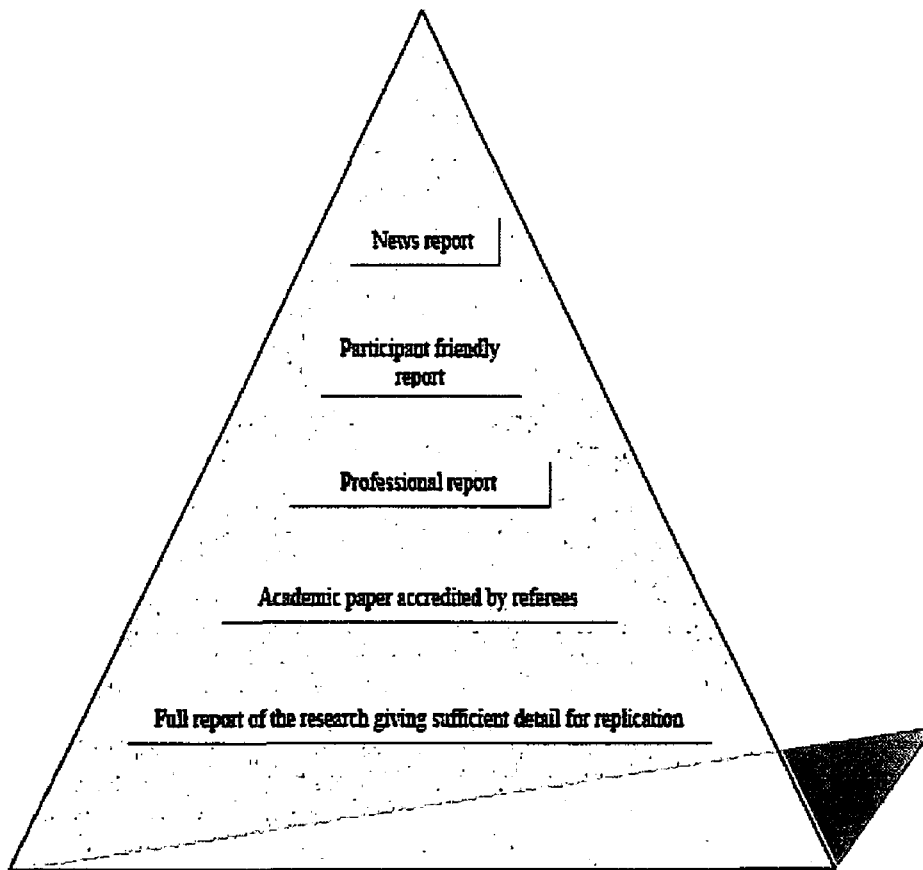 News report
Participant friendly
report
Professional report
Academic paper accredited by referees
Full report of the research giving sufficient detail for replication